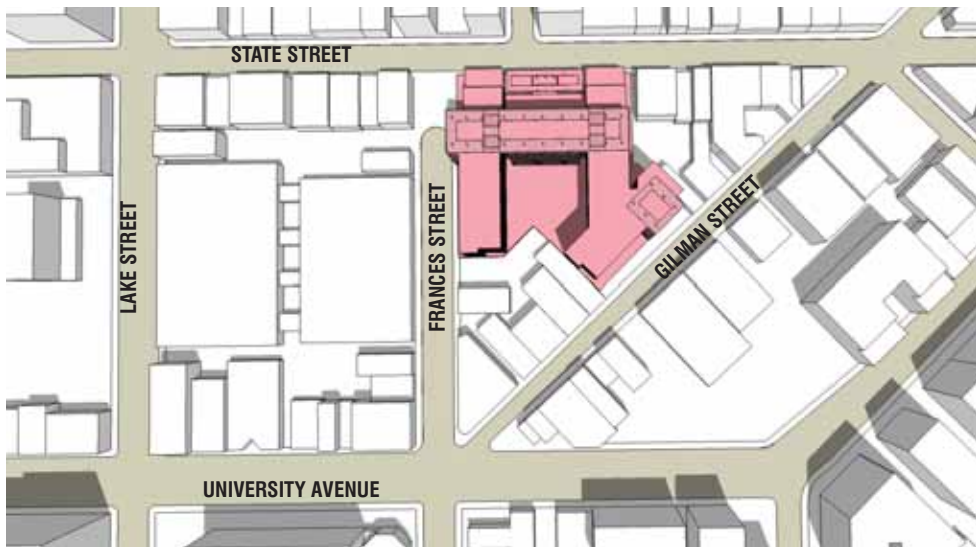 STATE STREET
LAKE STREET
FRANCES STREET
GILMAN STREET
UNIVERSITY AVENUE